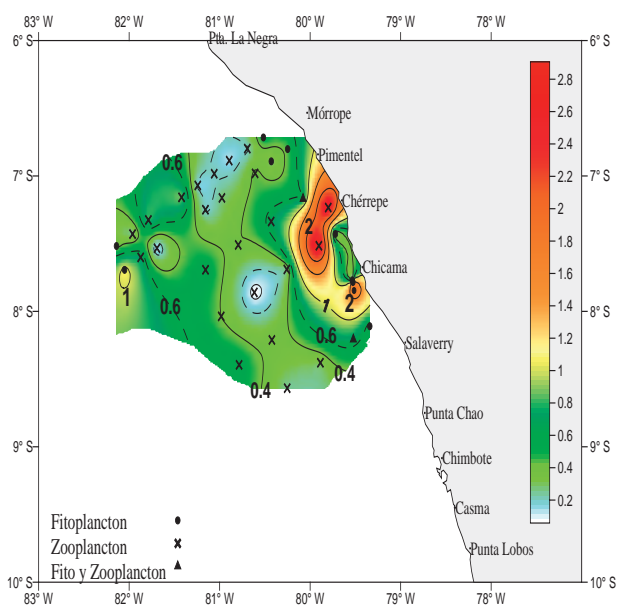 83° W 82° W 81° W 80° W 79° W 78° W 77° W
6° S 6° S
Pta. La Negra
2.8
2.6
Mórrope
2.4
0.6
Pimentel
2.2
7° S 7° S
2
Chérrepe
2
1.8
Chicama
1.6
1
2
1.4
8° S 8° S
0.6
1
0.6
Salaverry
1.2
1
0.4
0.4
0.8
Punta Chao
0.6
9° S 9° S
Chimbote
0.4
Casma
0.2
Fitoplancton
Zooplancton
Punta Lobos
Fito y Zooplancton
10° S 10° S
83° W 82° W 81° W 80° W 79° W 78° W